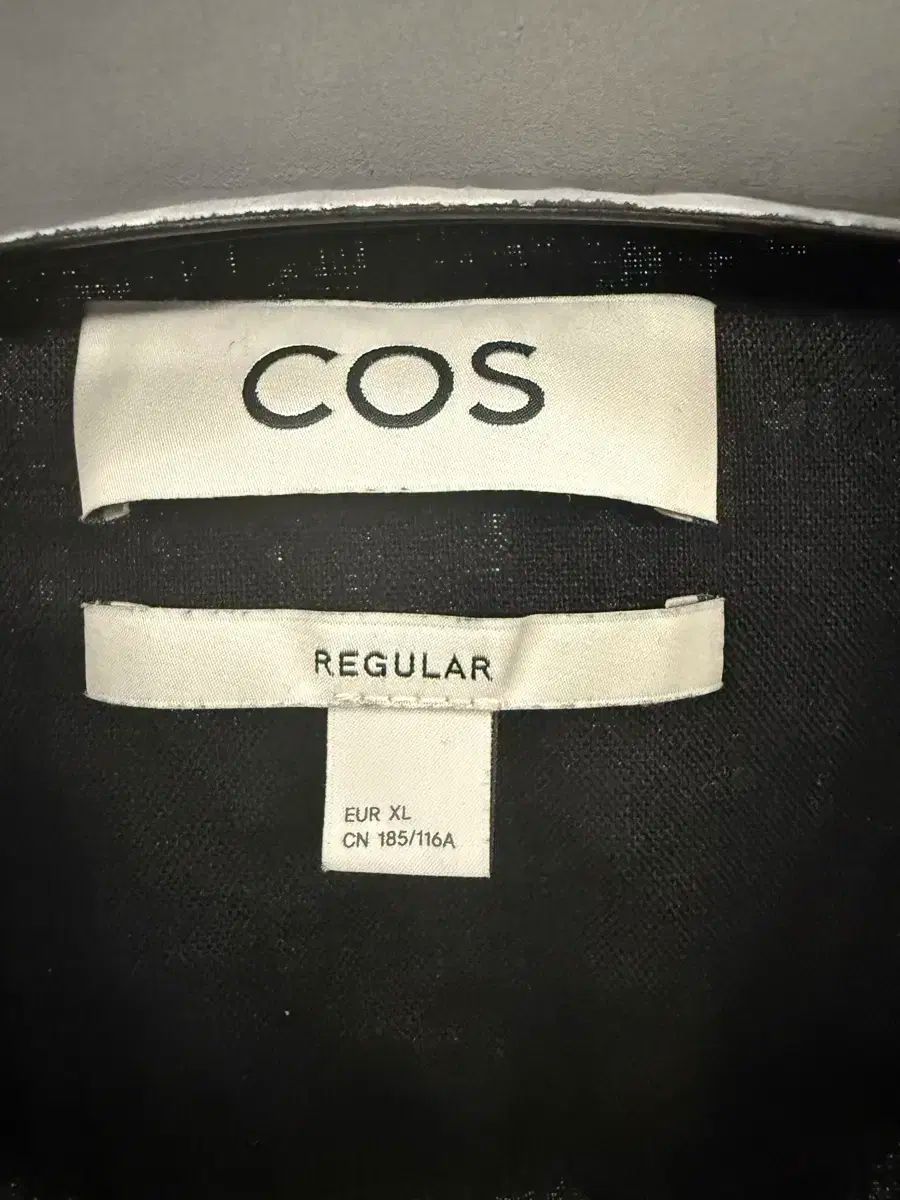 COS
REGULAR
EUR XL
CN 185/116A